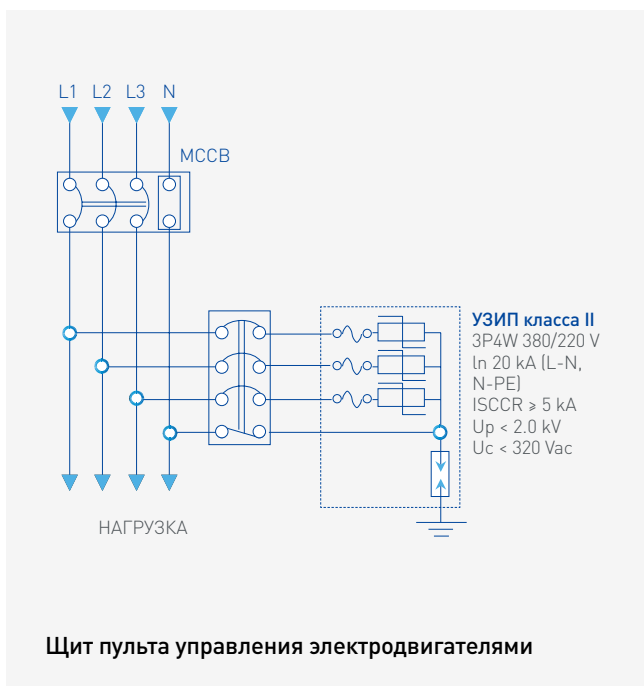 L1 L2 L3 N
MCCB
УЗИП класса II
3P4W 380/220 V
ln 20 kA (L-N,
N-PE)
ISCCR ≥ 5 kA
Up < 2.0 kV
Uc < 320 Vac
НАГРУЗКА
Щит пульта управления электродвигателями